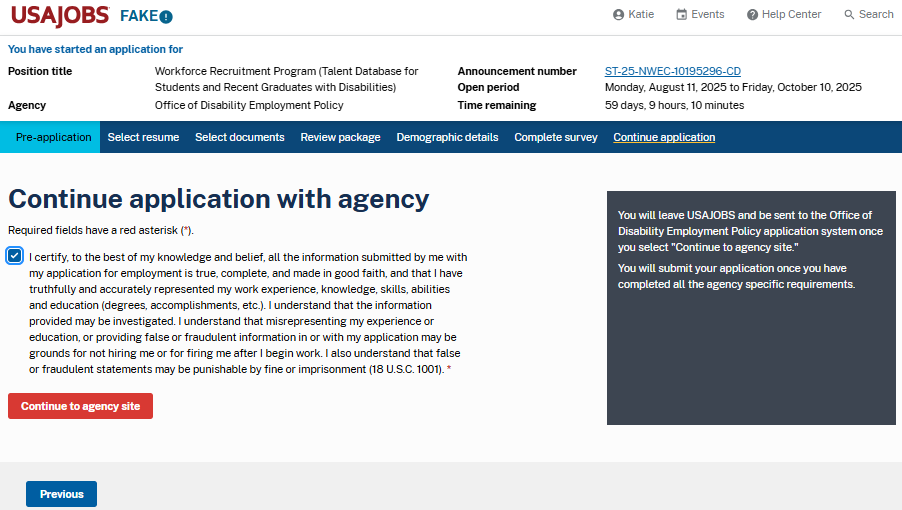 USAJOBS FAKE
Katie Events Help Center Search
You have started an application for
Position title Workforce Recruitment Program (Talent Database for Students and Recent Graduates with Disabilities)
Announcement number ST-25-NWEC-10195296-CD
Open period Monday, August 11, 2025 to Friday, October 10, 2025
Agency Office of Disability Employment Policy
Time remaining 59 days, 9 hours, 10 minutes
Pre-application Select resume Select documents Review package Demographic details Complete survey Continue application
Continue application with agency
Required fields have a red asterisk (*).
I certify, to the best of my knowledge and belief, all the information submitted by me with
my application for employment is true, complete, and made in good faith, and that I have
truthfully and accurately represented my work experience, knowledge, skills, abilities
and education (degrees, accomplishments, etc.). I understand that the information
provided may be investigated. I understand that misrepresenting my experience or
education, or providing false or fraudulent information in or with my application may be
grounds for not hiring me or for firing me after I begin work. I also understand that false
or fraudulent statements may be punishable by fine or imprisonment (18 U.S.C. 1001). *
Continue to agency site
You will leave USAJOBS and be sent to the Office of
Disability Employment Policy application system once
you select "Continue to agency site."
You will submit your application once you have
completed all the agency specific requirements.
Previous